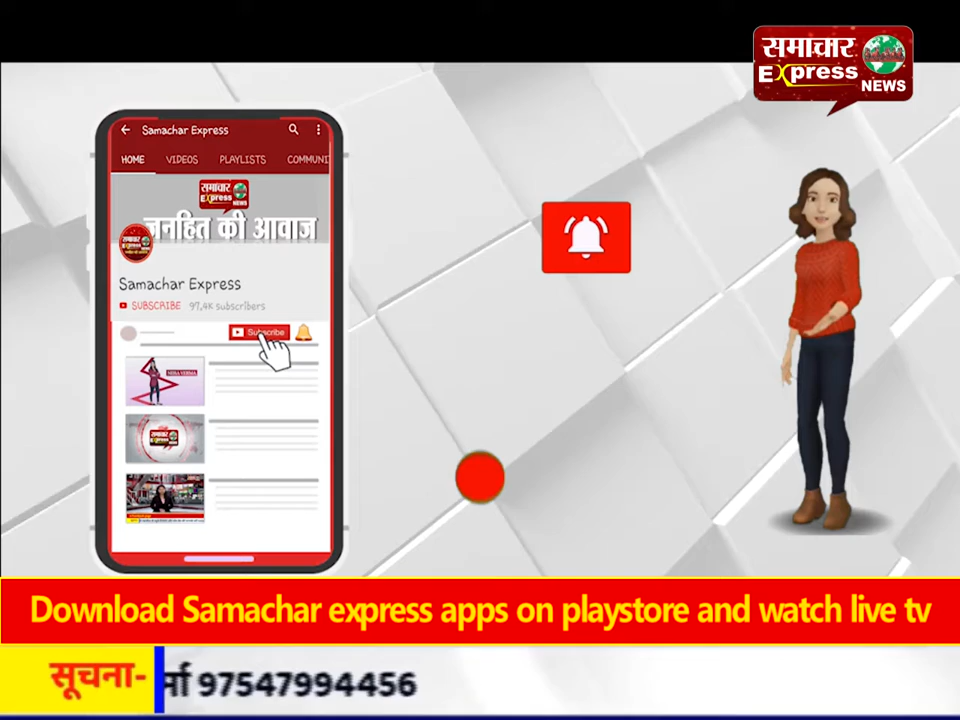 समाचार
Express
NEWS
Samachar Express
HOME VIDEOS PLAYLISTS COMMUNI
समाचार
Express
NEWS
जनहित की आवाज
Samachar Express
SUBSCRIBE 97.4K subscribers
Subscribe
Download Samachar express apps on playstore and watch live tv
सूचना- र्मा 97547994456